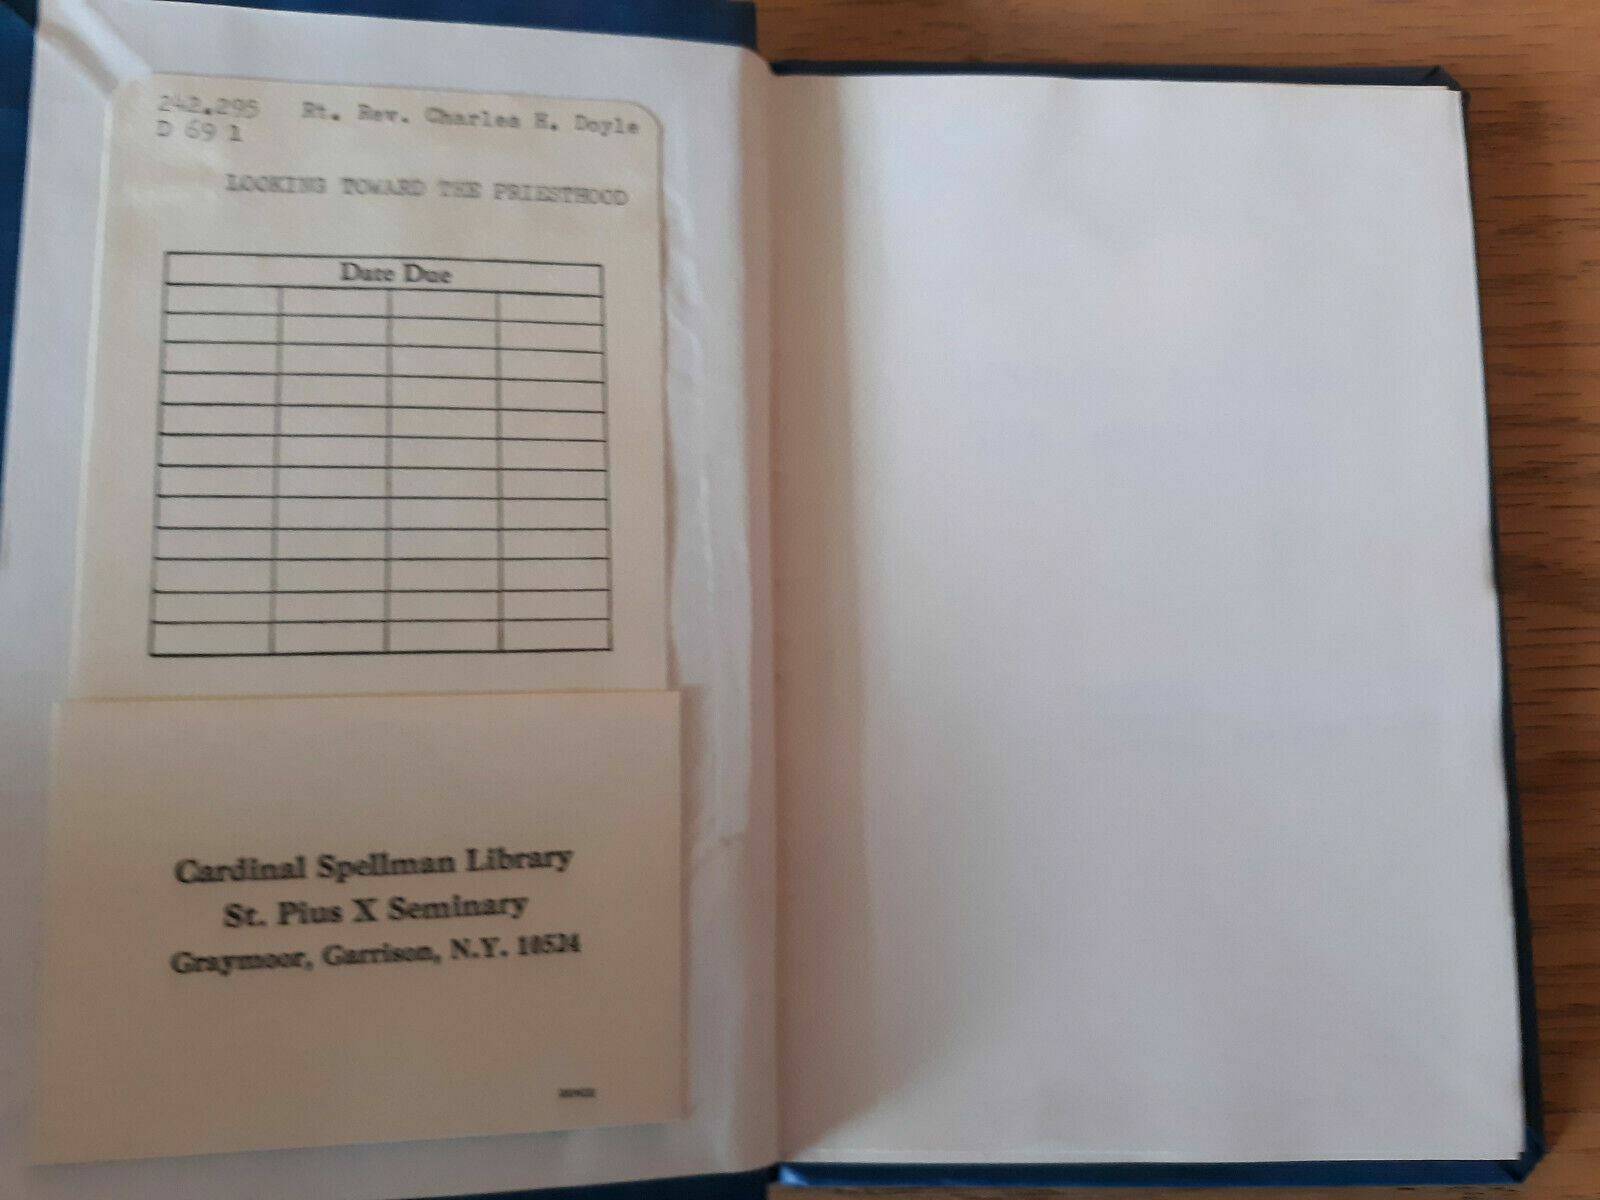 242.295 Rt. Rev. Charles H. Doyle
D 69 l
LOOKING TOWARD THE PRIESTHOOD
Date Due
Cardinal Spellman Library
St. Pius X Seminary
Graymoor, Garrison, N.Y. 10524